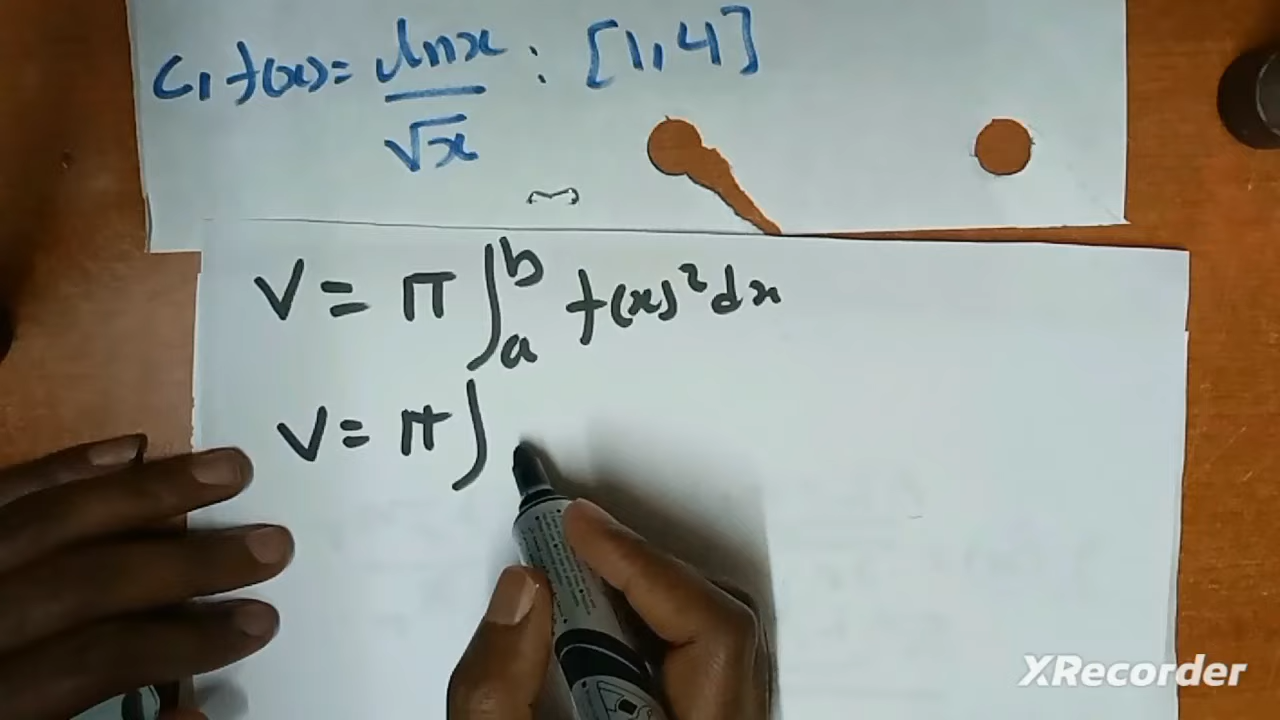 C, f(x) = lnx / √x : [1,4]
V = π ∫_a^b f(x)² dx
V = π ∫
XRecorder